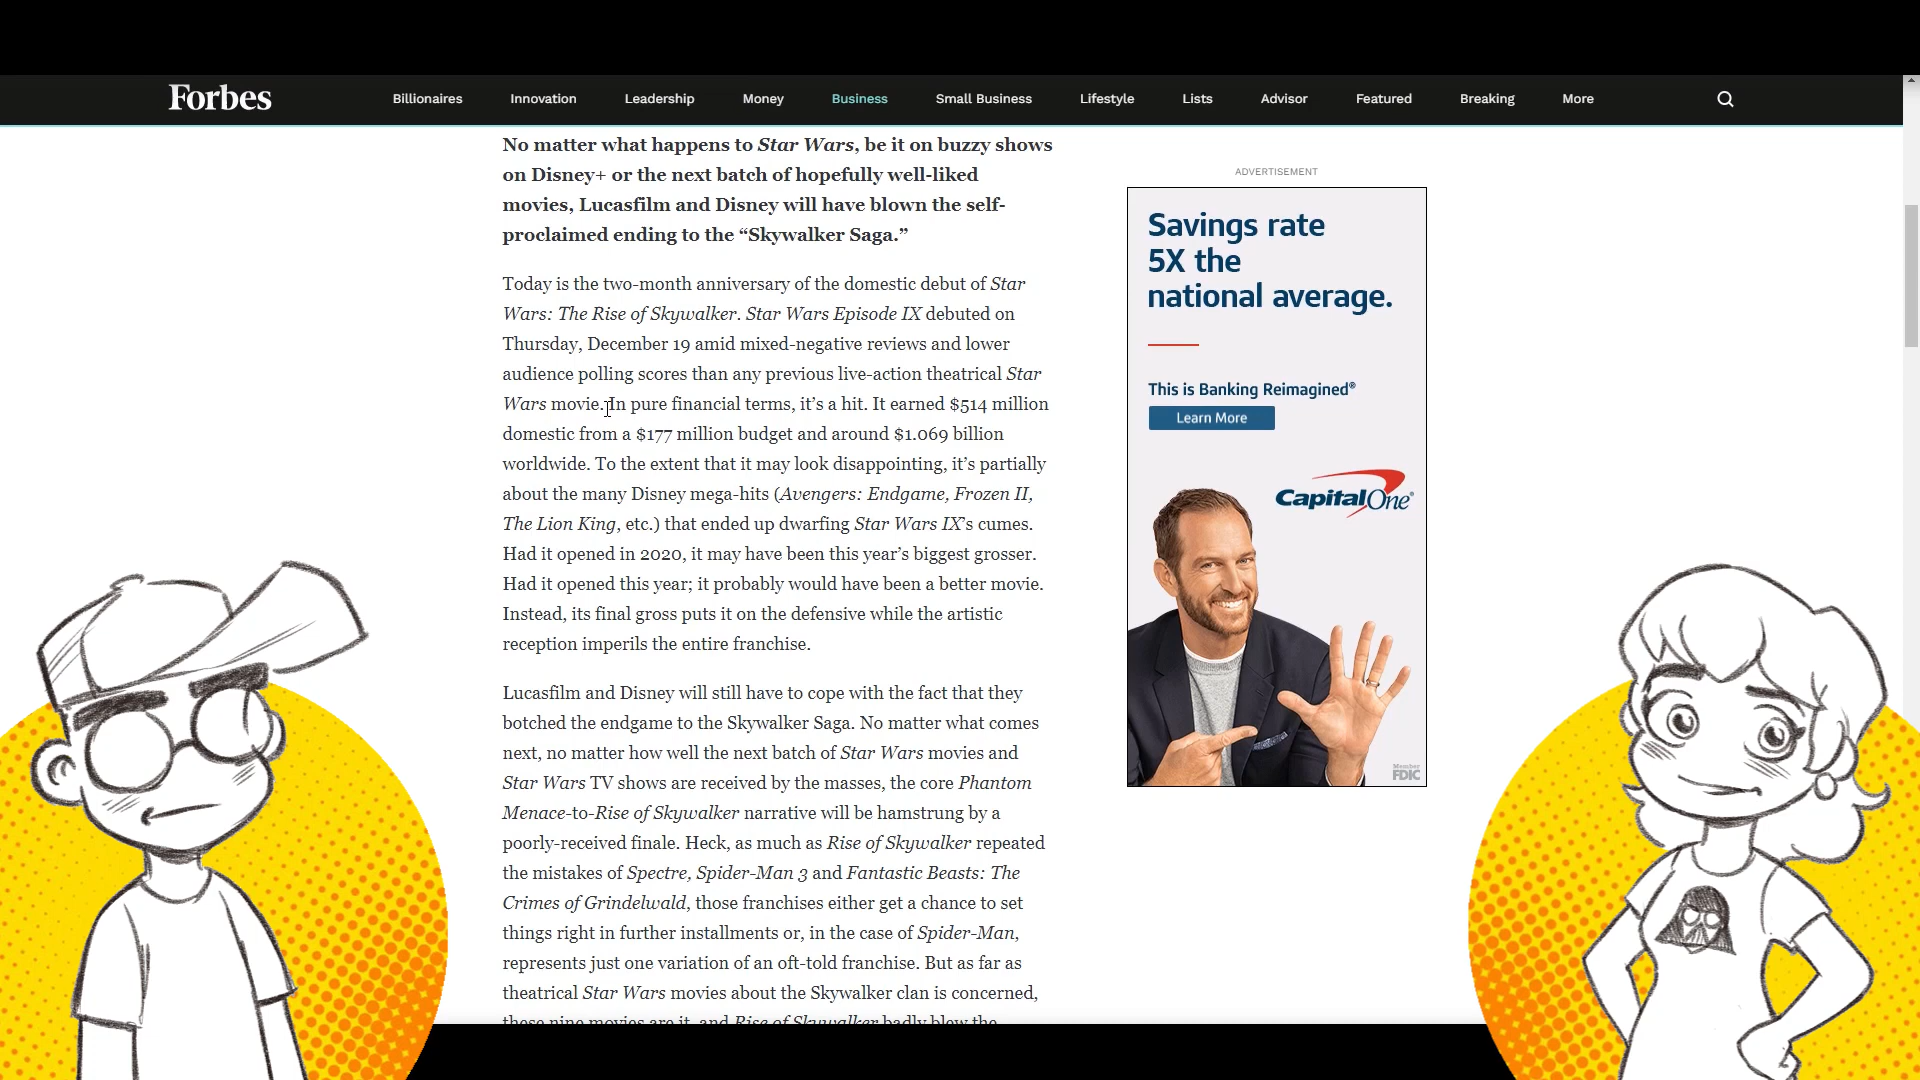 Forbes
Billionaires Innovation Leadership Money Business Small Business Lifestyle Lists Advisor Featured Breaking More
No matter what happens to Star Wars, be it on buzzy shows
on Disney+ or the next batch of hopefully well-liked
movies, Lucasfilm and Disney will have blown the self-
proclaimed ending to the “Skywalker Saga.”
Today is the two-month anniversary of the domestic debut of Star
Wars: The Rise of Skywalker. Star Wars Episode IX debuted on
Thursday, December 19 amid mixed-negative reviews and lower
audience polling scores than any previous live-action theatrical Star
Wars movie. In pure financial terms, it’s a hit. It earned $514 million
domestic from a $177 million budget and around $1.069 billion
worldwide. To the extent that it may look disappointing, it’s partially
about the many Disney mega-hits (Avengers: Endgame, Frozen II,
The Lion King, etc.) that ended up dwarfing Star Wars IX’s cumes.
Had it opened in 2020, it may have been this year’s biggest grosser.
Had it opened this year; it probably would have been a better movie.
Instead, its final gross puts it on the defensive while the artistic
reception imperils the entire franchise.
Lucasfilm and Disney will still have to cope with the fact that they
botched the endgame to the Skywalker Saga. No matter what comes
next, no matter how well the next batch of Star Wars movies and
Star Wars TV shows are received by the masses, the core Phantom
Menace-to-Rise of Skywalker narrative will be hamstrung by a
poorly-received finale. Heck, as much as Rise of Skywalker repeated
the mistakes of Spectre, Spider-Man 3 and Fantastic Beasts: The
Crimes of Grindelwald, those franchises either get a chance to set
things right in further installments or, in the case of Spider-Man,
represents just one variation of an oft-told franchise. But as far as
theatrical Star Wars movies about the Skywalker clan is concerned,
these nine movies are it, and Rise of Skywalker badly blew the
ADVERTISEMENT
Savings rate
5X the
national average.
This is Banking Reimagined®
Learn More
CapitalOne®
Member
FDIC